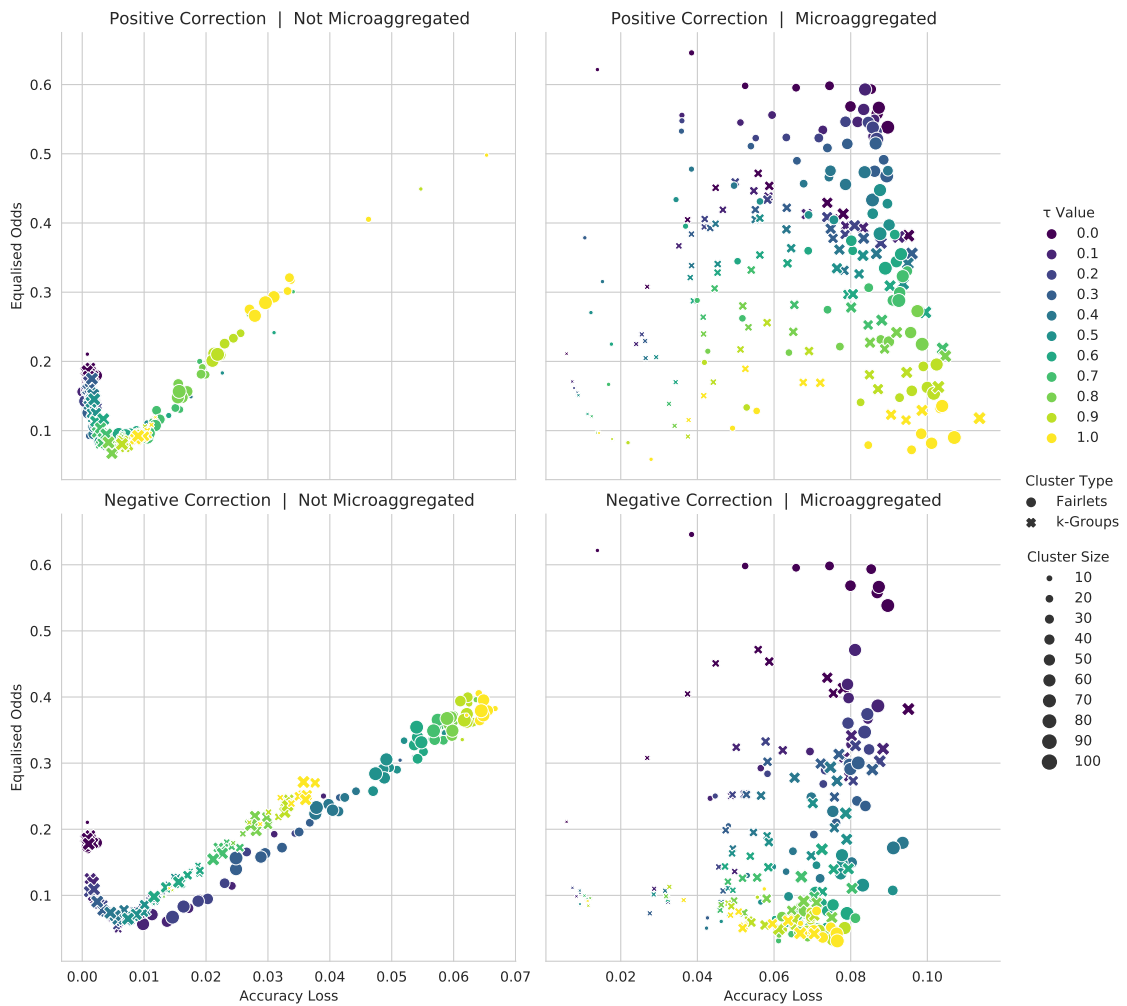 Positive Correction | Not Microaggregated
Positive Correction | Microaggregated
Equalised Odds
0.6
0.5
0.4
0.3
0.2
0.1
τ Value
0.0
0.1
0.2
0.3
0.4
0.5
0.6
0.7
0.8
0.9
1.0
Cluster Type
Fairlets
k-Groups
Cluster Size
10
20
30
40
50
60
70
80
90
100
Negative Correction | Not Microaggregated
Negative Correction | Microaggregated
Equalised Odds
0.6
0.5
0.4
0.3
0.2
0.1
0.00 0.01 0.02 0.03 0.04 0.05 0.06 0.07
Accuracy Loss
0.02 0.04 0.06 0.08 0.10
Accuracy Loss